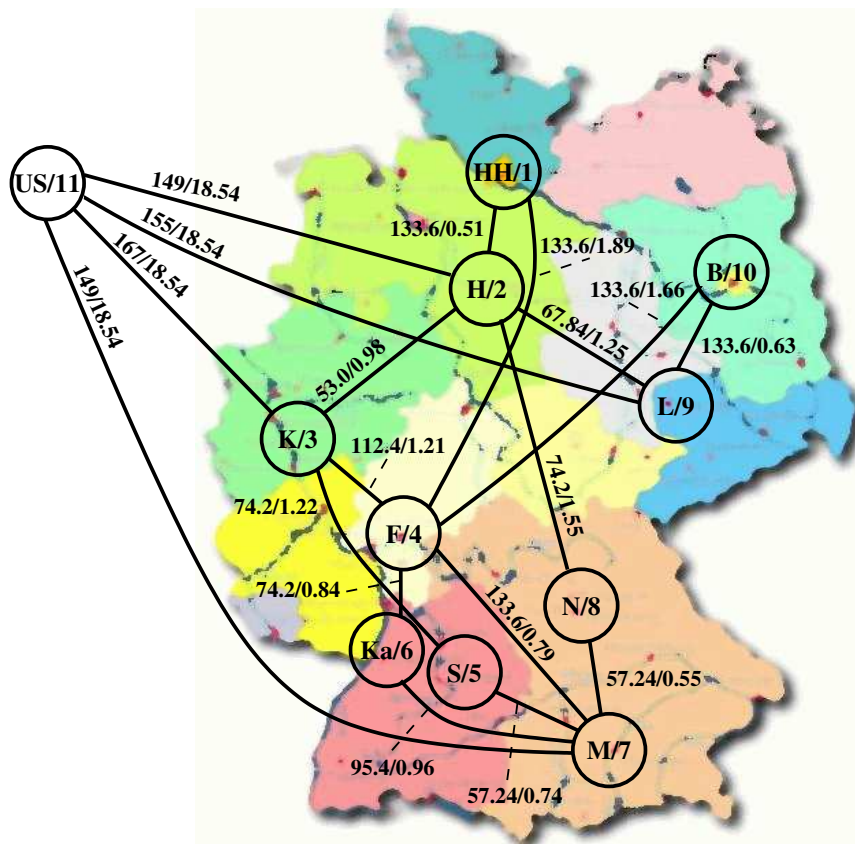 HH/1
US/11
149/18.54
133.6/0.51
155/18.54
133.6/1.89
B/10
167/18.54
H/2
133.6/1.66
149/18.54
67.84/1.25
133.6/0.63
53.0/0.98
L/9
K/3
112.4/1.21
74.2/1.55
74.2/1.22
F/4
74.2/0.84
133.6/0.79
N/8
Ka/6
S/5
57.24/0.55
M/7
95.4/0.96
57.24/0.74